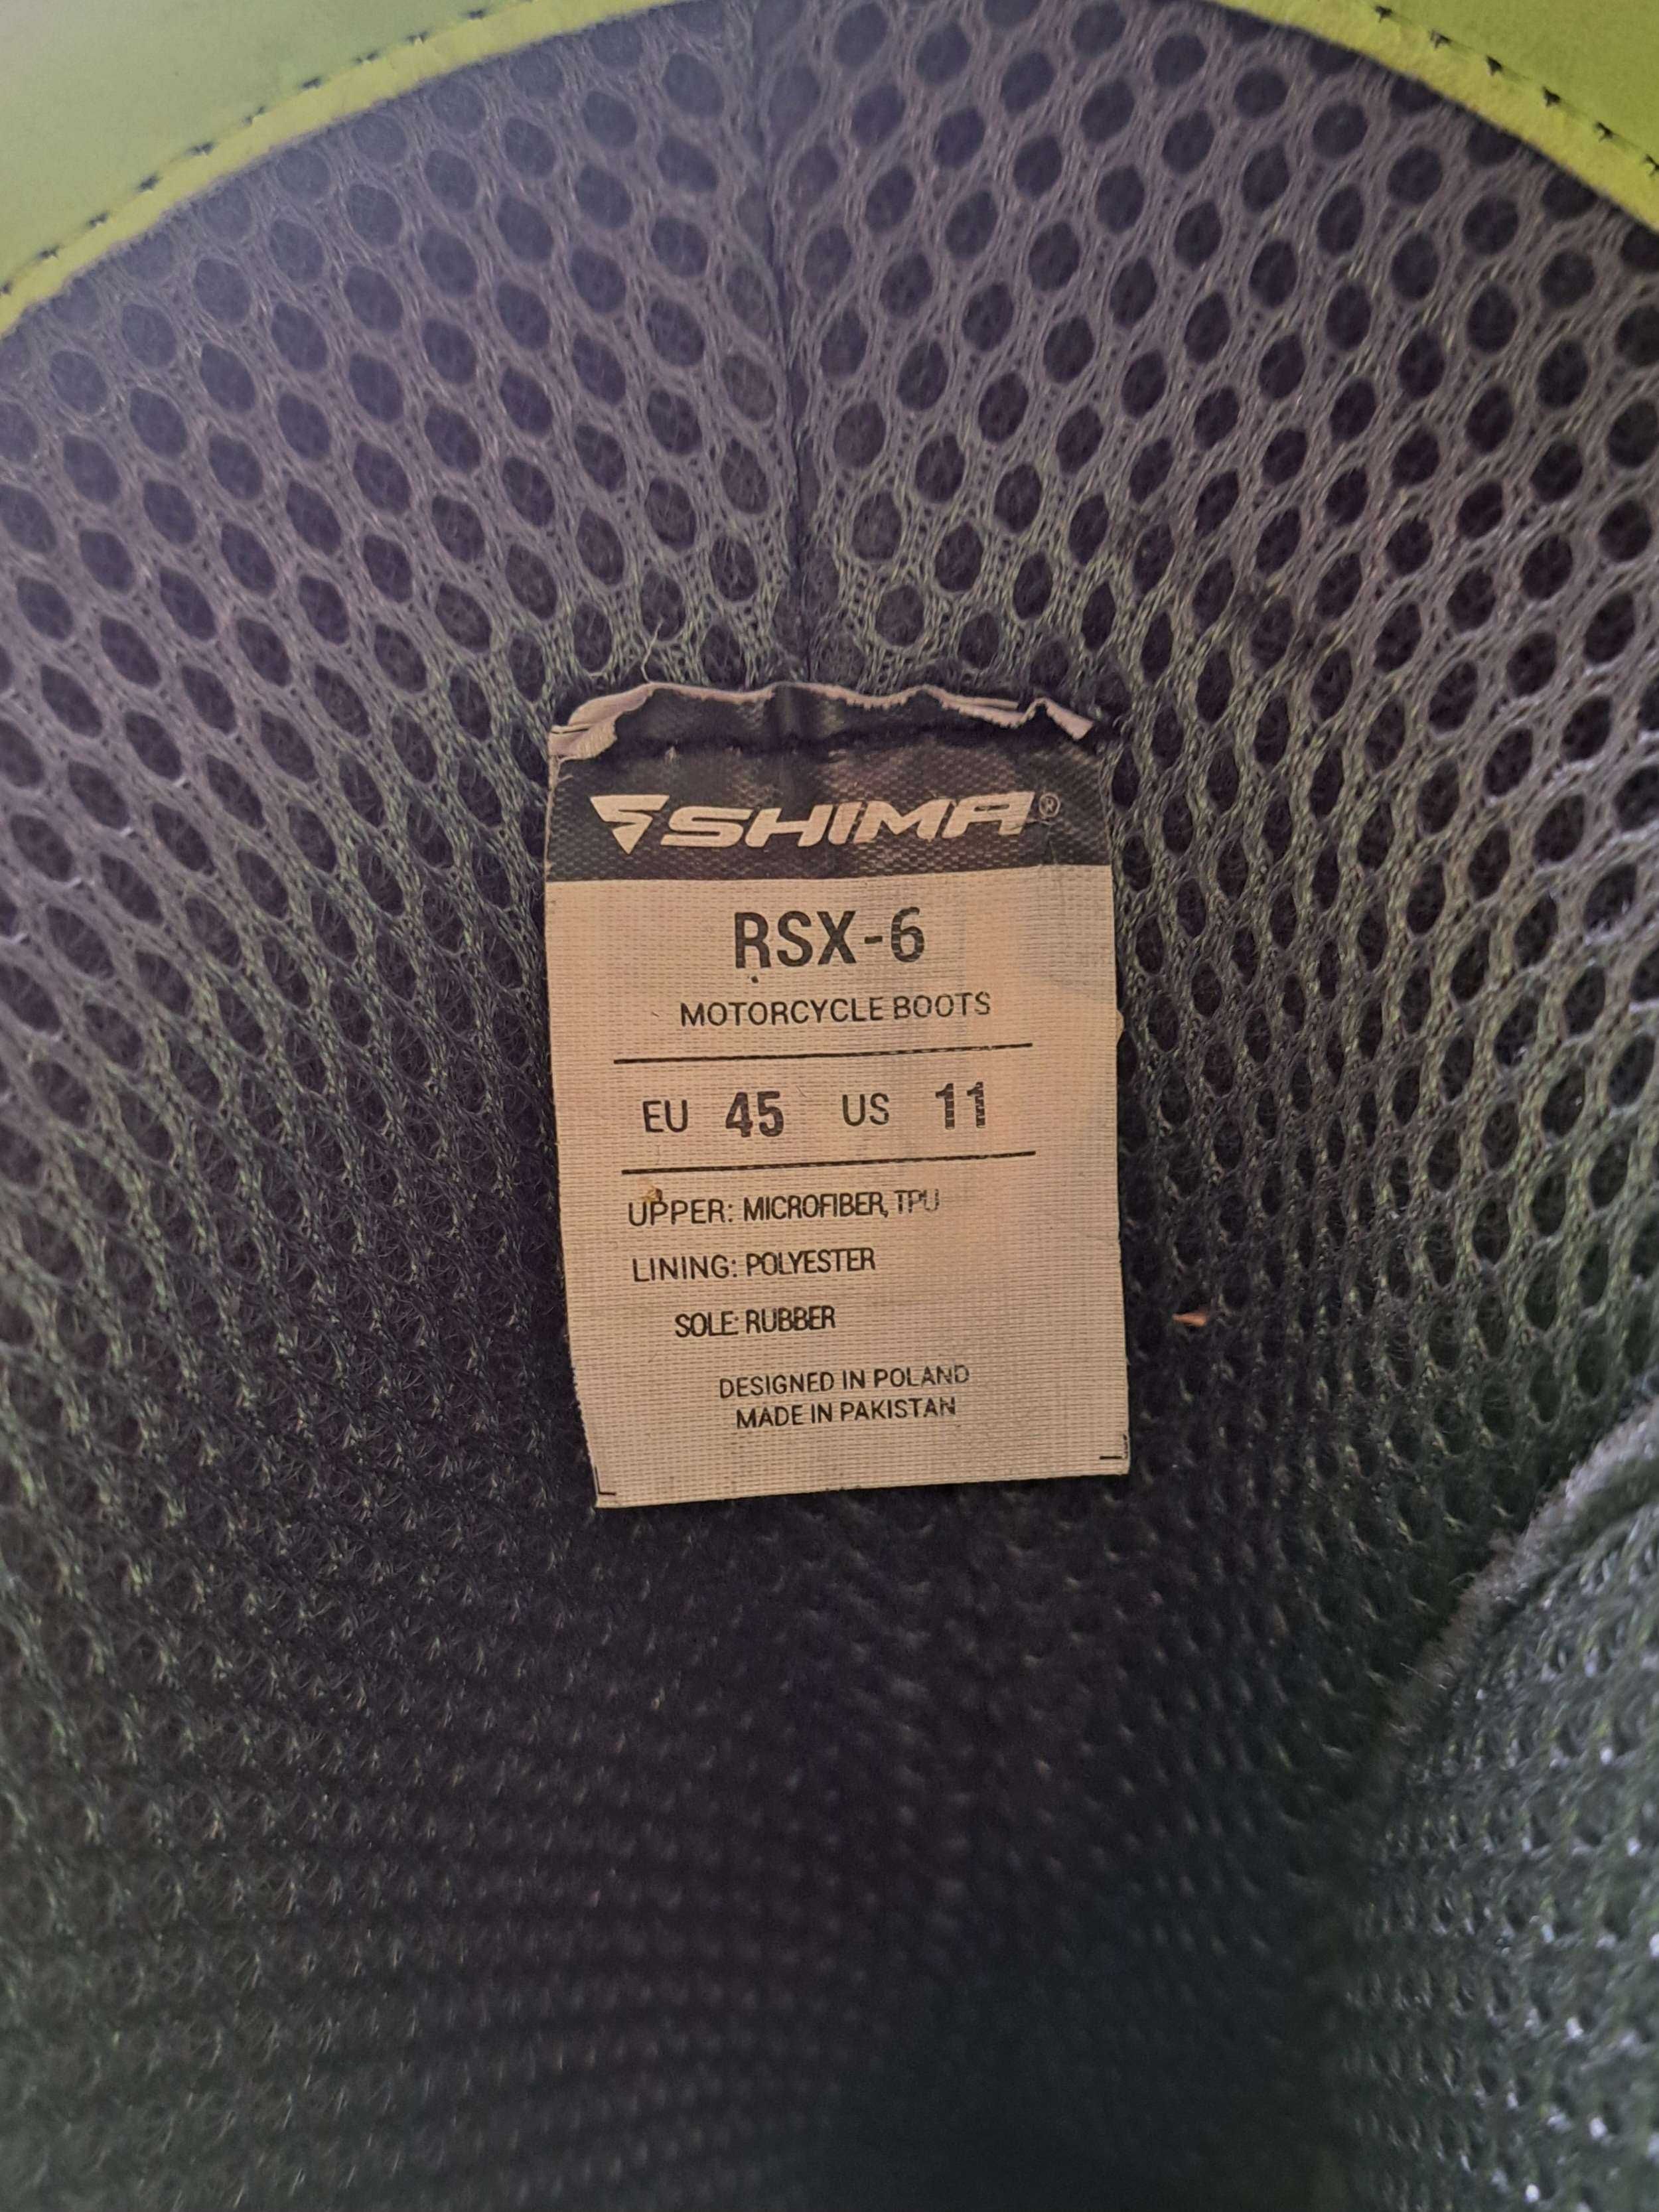 SHIMA®
RSX-6
MOTORCYCLE BOOTS
EU 45 US 11
UPPER: MICROFIBER, TPU
LINING: POLYESTER
SOLE: RUBBER
DESIGNED IN POLAND
MADE IN PAKISTAN